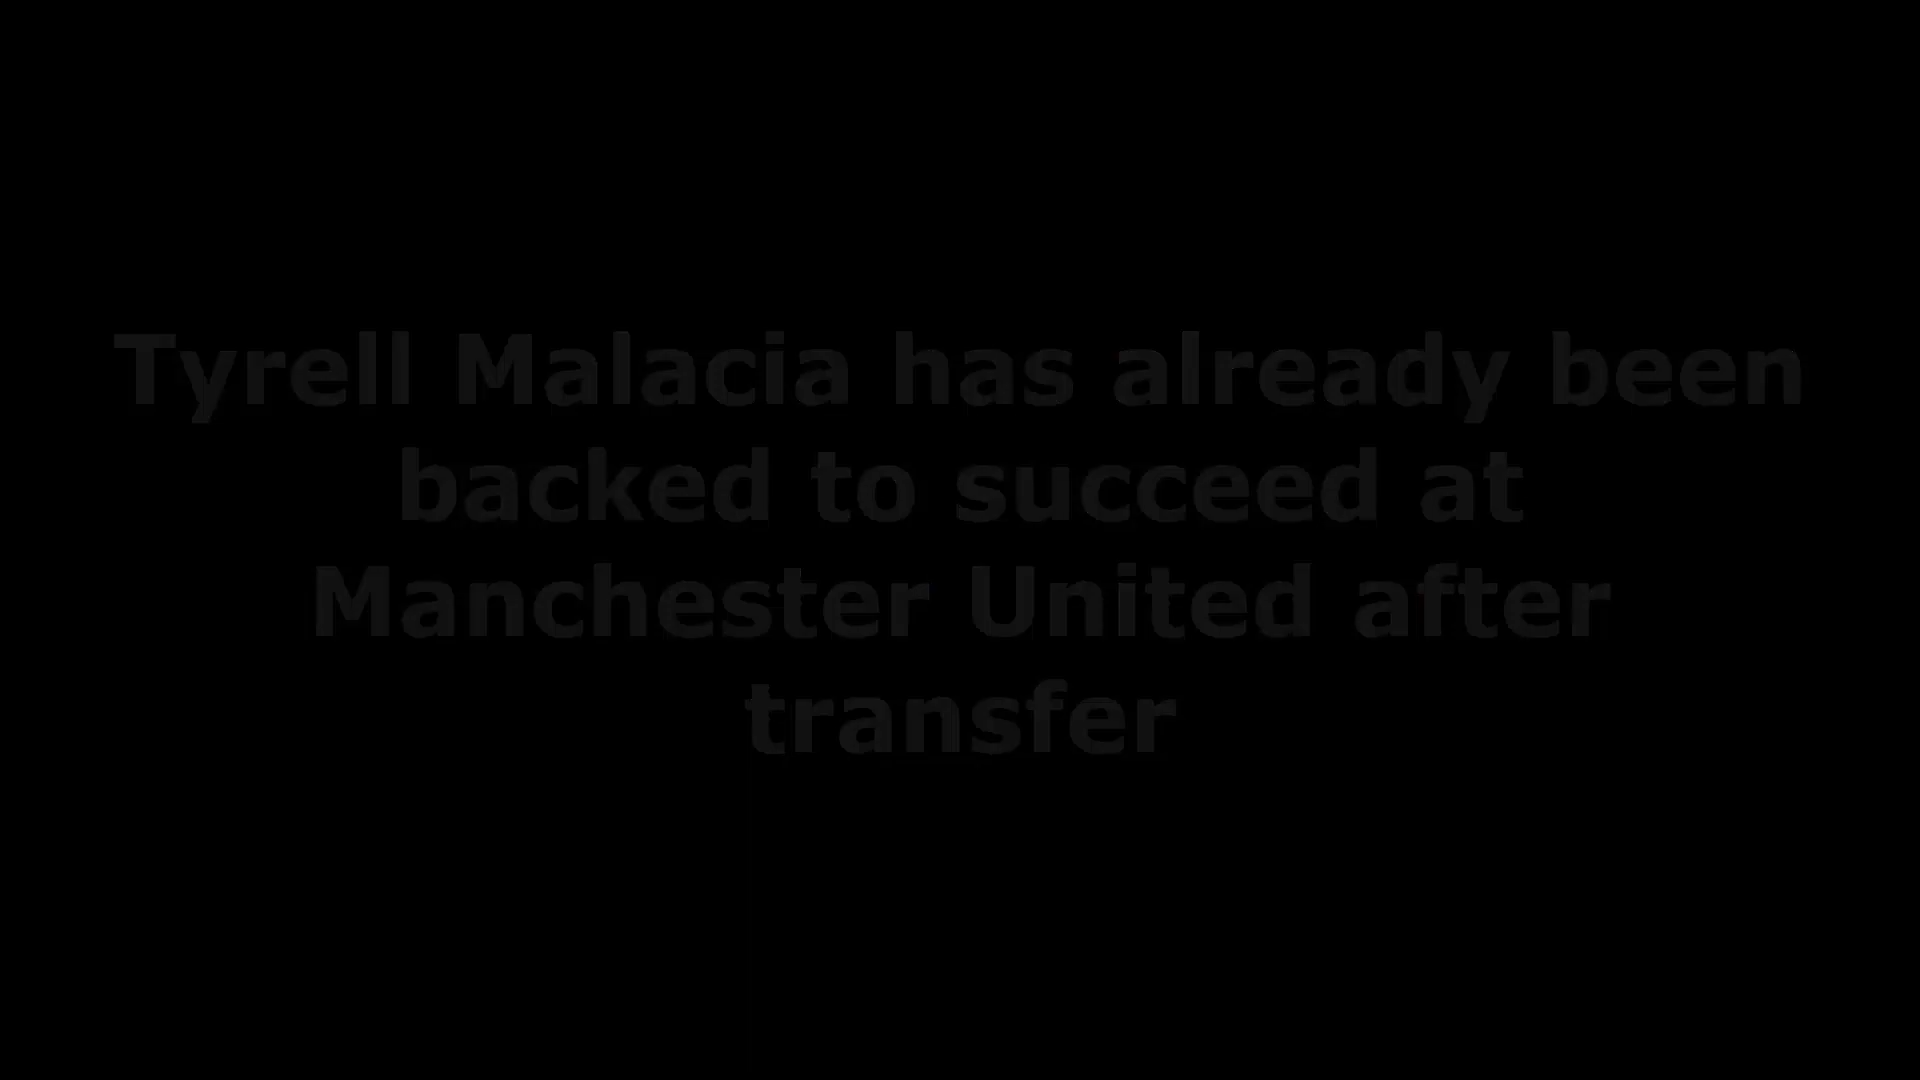 Tyrell Malacia has already been
backed to succeed at
Manchester United after
transfer